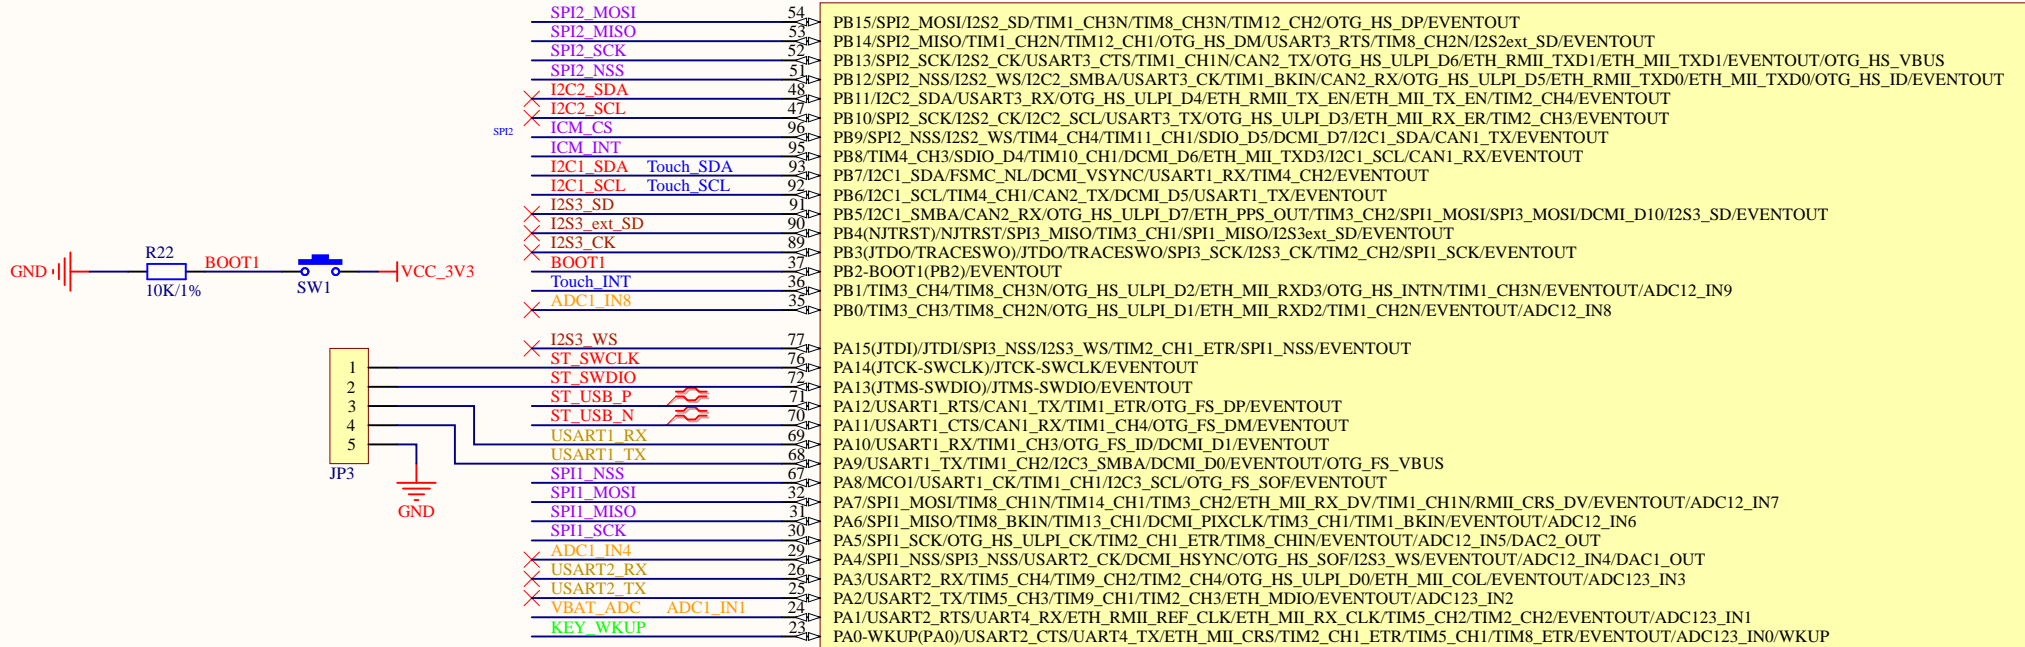 SPI2_MOSI 54 PB15/SPI2_MOSI/I2S2_SD/TIM1_CH3N/TIM8_CH3N/TIM12_CH2/OTG_HS_DP/EVENTOUT
SPI2_MISO 53 PB14/SPI2_MISO/TIM1_CH2N/TIM12_CH1/OTG_HS_DM/USART3_RTS/TIM8_CH2N/I2S2ext_SD/EVENTOUT
SPI2_SCK 52 PB13/SPI2_SCK/I2S2_CK/USART3_CTS/TIM1_CH1N/CAN2_TX/OTG_HS_ULPI_D6/ETH_RMII_TXD1/ETH_MII_TXD1/EVENTOUT/OTG_HS_VBUS
SPI2_NSS 51 PB12/SPI2_NSS/I2S2_WS/I2C2_SMBA/USART3_CK/TIM1_BKIN/CAN2_RX/OTG_HS_ULPI_D5/ETH_RMII_TXD0/ETH_MII_TXD0/OTG_HS_ID/EVENTOUT
I2C2_SDA 48 PB11/I2C2_SDA/USART3_RX/OTG_HS_ULPI_D4/ETH_RMII_TX_EN/ETH_MII_TX_EN/TIM2_CH4/EVENTOUT
I2C2_SCL 47 PB10/SPI2_SCK/I2S2_CK/I2C2_SCL/USART3_TX/OTG_HS_ULPI_D3/ETH_MII_RX_ER/TIM2_CH3/EVENTOUT
SPI2 ICM_CS 96 PB9/SPI2_NSS/I2S2_WS/TIM4_CH4/TIM11_CH1/SDIO_D5/DCMI_D7/I2C1_SDA/CAN1_TX/EVENTOUT
ICM_INT 95 PB8/TIM4_CH3/SDIO_D4/TIM10_CH1/DCMI_D6/ETH_MII_TXD3/I2C1_SCL/CAN1_RX/EVENTOUT
I2C1_SDA Touch_SDA 93 PB7/I2C1_SDA/FSMC_NL/DCMI_VSYNC/USART1_RX/TIM4_CH2/EVENTOUT
I2C1_SCL Touch_SCL 92 PB6/I2C1_SCL/TIM4_CH1/CAN2_TX/DCMI_D5/USART1_TX/EVENTOUT
I2S3_SD 91 PB5/I2C1_SMBA/CAN2_RX/OTG_HS_ULPI_D7/ETH_PPS_OUT/TIM3_CH2/SPI1_MOSI/SPI3_MOSI/DCMI_D10/I2S3_SD/EVENTOUT
I2S3_ext_SD 90 PB4(NJTRST)/NJTRST/SPI3_MISO/TIM3_CH1/SPI1_MISO/I2S3ext_SD/EVENTOUT
I2S3_CK 89 PB3(JTDO/TRACESWO)/JTDO/TRACESWO/SPI3_SCK/I2S3_CK/TIM2_CH2/SPI1_SCK/EVENTOUT
BOOT1 37 PB2-BOOT1(PB2)/EVENTOUT
Touch_INT 36 PB1/TIM3_CH4/TIM8_CH3N/OTG_HS_ULPI_D2/ETH_MII_RXD3/OTG_HS_INTN/TIM1_CH3N/EVENTOUT/ADC12_IN9
ADC1_IN8 35 PB0/TIM3_CH3/TIM8_CH2N/OTG_HS_ULPI_D1/ETH_MII_RXD2/TIM1_CH2N/EVENTOUT/ADC12_IN8
R22
BOOT1
GND
VCC_3V3
10K/1%
SW1
I2S3_WS 77 PA15(JTDI)/JTDI/SPI3_NSS/I2S3_WS/TIM2_CH1_ETR/SPI1_NSS/EVENTOUT
1 ST_SWCLK 76 PA14(JTCK-SWCLK)/JTCK-SWCLK/EVENTOUT
2 ST_SWDIO 72 PA13(JTMS-SWDIO)/JTMS-SWDIO/EVENTOUT
3 ST_USB_P 71 PA12/USART1_RTS/CAN1_TX/TIM1_ETR/OTG_FS_DP/EVENTOUT
4 ST_USB_N 70 PA11/USART1_CTS/CAN1_RX/TIM1_CH4/OTG_FS_DM/EVENTOUT
5 USART1_RX 69 PA10/USART1_RX/TIM1_CH3/OTG_FS_ID/DCMI_D1/EVENTOUT
USART1_TX 68 PA9/USART1_TX/TIM1_CH2/I2C3_SMBA/DCMI_D0/EVENTOUT/OTG_FS_VBUS
JP3
SPI1_NSS 67 PA8/MCO1/USART1_CK/TIM1_CH1/I2C3_SCL/OTG_FS_SOF/EVENTOUT
SPI1_MOSI 32 PA7/SPI1_MOSI/TIM8_CH1N/TIM14_CH1/TIM3_CH2/ETH_MII_RX_DV/TIM1_CH1N/RMII_CRS_DV/EVENTOUT/ADC12_IN7
GND
SPI1_MISO 31 PA6/SPI1_MISO/TIM8_BKIN/TIM13_CH1/DCMI_PIXCLK/TIM3_CH1/TIM1_BKIN/EVENTOUT/ADC12_IN6
SPI1_SCK 30 PA5/SPI1_SCK/OTG_HS_ULPI_CK/TIM2_CH1_ETR/TIM8_CHIN/EVENTOUT/ADC12_IN5/DAC2_OUT
ADC1_IN4 29 PA4/SPI1_NSS/SPI3_NSS/USART2_CK/DCMI_HSYNC/OTG_HS_SOF/I2S3_WS/EVENTOUT/ADC12_IN4/DAC1_OUT
USART2_RX 26 PA3/USART2_RX/TIM5_CH4/TIM9_CH2/TIM2_CH4/OTG_HS_ULPI_D0/ETH_MII_COL/EVENTOUT/ADC123_IN3
USART2_TX 25 PA2/USART2_TX/TIM5_CH3/TIM9_CH1/TIM2_CH3/ETH_MDIO/EVENTOUT/ADC123_IN2
VBAT_ADC ADC1_IN1 24 PA1/USART2_RTS/UART4_RX/ETH_RMII_REF_CLK/ETH_MII_RX_CLK/TIM5_CH2/TIM2_CH2/EVENTOUT/ADC123_IN1
KEY_WKUP 23 PA0-WKUP(PA0)/USART2_CTS/UART4_TX/ETH_MII_CRS/TIM2_CH1_ETR/TIM5_CH1/TIM8_ETR/EVENTOUT/ADC123_IN0/WKUP